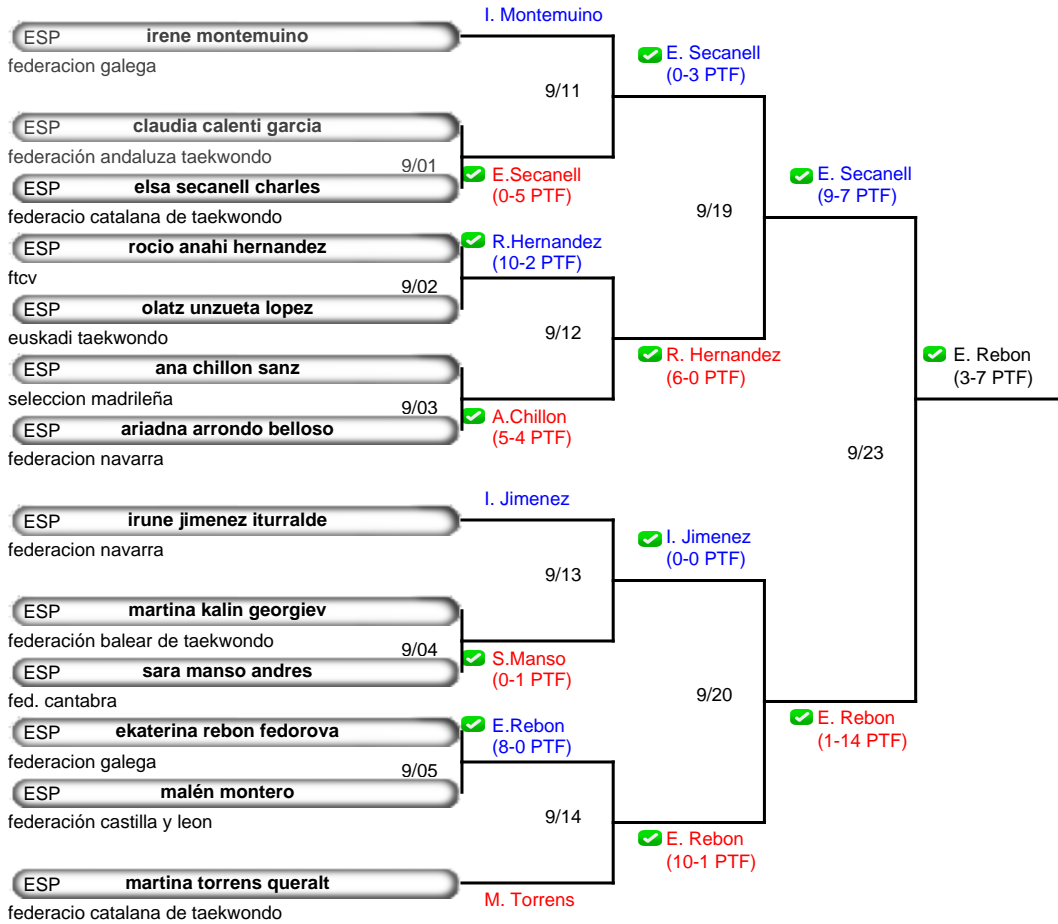 I. Montemuino
ESP irene montemuino
federacion galega
E. Secanell
(0-3 PTF)
9/11
ESP claudia calenti garcia
federación andaluza taekwondo
9/01
E.Secanell
(0-5 PTF)
ESP elsa secanell charles
federacio catalana de taekwondo
E. Secanell
(9-7 PTF)
9/19
ESP rocio anahi hernandez
ftcv
R.Hernandez
(10-2 PTF)
9/02
ESP olatz unzueta lopez
euskadi taekwondo
9/12
R. Hernandez
(6-0 PTF)
ESP ana chillon sanz
seleccion madrileña
9/03
A.Chillon
(5-4 PTF)
ESP ariadna arrondo belloso
federacion navarra
E. Rebon
(3-7 PTF)
9/23
I. Jimenez
ESP irune jimenez iturralde
federacion navarra
I. Jimenez
(0-0 PTF)
9/13
ESP martina kalin georgiev
federación balear de taekwondo
9/04
S.Manso
(0-1 PTF)
ESP sara manso andres
fed. cantabra
9/20
E. Rebon
(1-14 PTF)
ESP ekaterina rebon fedorova
federacion galega
E.Rebon
(8-0 PTF)
9/05
ESP malén montero
federación castilla y leon
9/14
E. Rebon
(10-1 PTF)
ESP martina torrens queralt
federacio catalana de taekwondo
M. Torrens